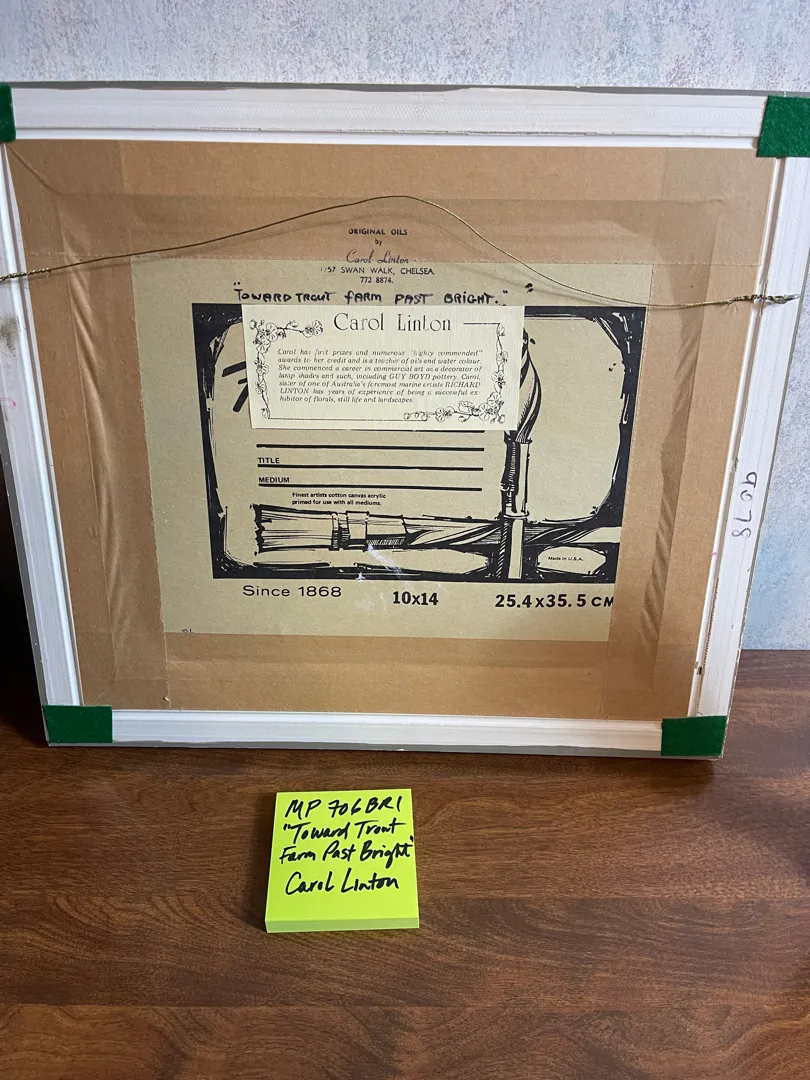 ORIGINAL OILS
by
Carol Linton
1/57 SWAN WALK, CHELSEA.
772 8874.
"TOWARD TROUT FARM PAST BRIGHT."
Carol Linton
Carol has first prizes and numerous "highly commended"
awards to her credit and is a teacher of oils and water colour.
She commenced a career in commercial art as a decorator of
lamp shades and such, including GUY BOYD pottery. Carol,
sister of one of Australia's foremost marine artists RICHARD
LINTON has years of experience of being a successful ex-
hibitor of florals, still life and landscapes.
TITLE
MEDIUM
Finest artists cotton canvas acrylic
primed for use with all mediums.
Made in U.S.A.
Since 1868
10x14
25.4x35.5 CM
9078
MP 706BR1
"Toward Trout
Farm Past Bright"
Carol Linton